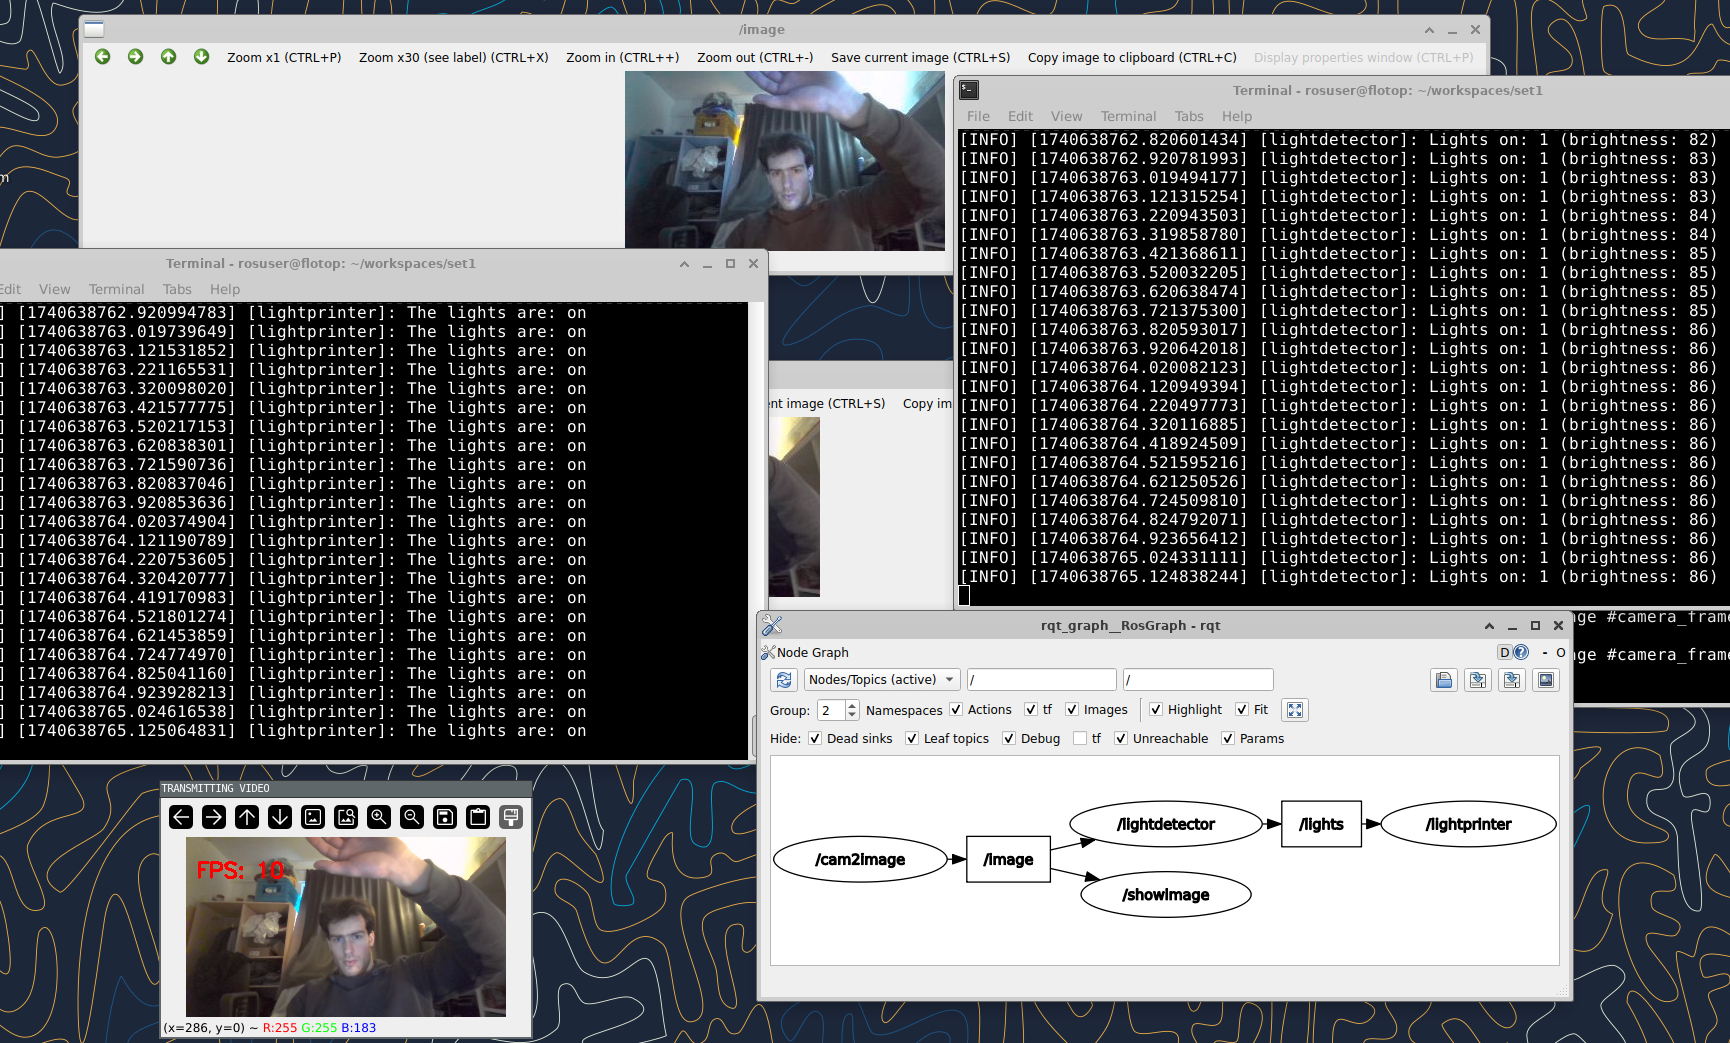 /image
Zoom x1 (CTRL+P) Zoom x30 (see label) (CTRL+X) Zoom in (CTRL++) Zoom out (CTRL+-) Save current image (CTRL+S) Copy image to clipboard (CTRL+C) Display properties window (CTRL+P)
Terminal - rosuser@flotop: ~/workspaces/set1
File Edit View Terminal Tabs Help
[INFO] [1740638762.820601434] [lightdetector]: Lights on: 1 (brightness: 82)
[INFO] [1740638762.920781993] [lightdetector]: Lights on: 1 (brightness: 83)
[INFO] [1740638763.019494177] [lightdetector]: Lights on: 1 (brightness: 83)
[INFO] [1740638763.121315254] [lightdetector]: Lights on: 1 (brightness: 83)
[INFO] [1740638763.220943503] [lightdetector]: Lights on: 1 (brightness: 84)
[INFO] [1740638763.319858780] [lightdetector]: Lights on: 1 (brightness: 84)
[INFO] [1740638763.421368611] [lightdetector]: Lights on: 1 (brightness: 85)
[INFO] [1740638763.520032205] [lightdetector]: Lights on: 1 (brightness: 85)
[INFO] [1740638763.620638474] [lightdetector]: Lights on: 1 (brightness: 85)
[INFO] [1740638763.721375300] [lightdetector]: Lights on: 1 (brightness: 85)
[INFO] [1740638763.820593017] [lightdetector]: Lights on: 1 (brightness: 86)
[INFO] [1740638763.920642018] [lightdetector]: Lights on: 1 (brightness: 86)
[INFO] [1740638764.020082123] [lightdetector]: Lights on: 1 (brightness: 86)
[INFO] [1740638764.120949394] [lightdetector]: Lights on: 1 (brightness: 86)
[INFO] [1740638764.220497773] [lightdetector]: Lights on: 1 (brightness: 86)
[INFO] [1740638764.320116885] [lightdetector]: Lights on: 1 (brightness: 86)
[INFO] [1740638764.418924509] [lightdetector]: Lights on: 1 (brightness: 86)
[INFO] [1740638764.521595216] [lightdetector]: Lights on: 1 (brightness: 86)
[INFO] [1740638764.621250526] [lightdetector]: Lights on: 1 (brightness: 86)
[INFO] [1740638764.724509810] [lightdetector]: Lights on: 1 (brightness: 86)
[INFO] [1740638764.824792071] [lightdetector]: Lights on: 1 (brightness: 86)
[INFO] [1740638764.923656412] [lightdetector]: Lights on: 1 (brightness: 86)
[INFO] [1740638765.024331111] [lightdetector]: Lights on: 1 (brightness: 86)
[INFO] [1740638765.124838244] [lightdetector]: Lights on: 1 (brightness: 86)
m
Terminal - rosuser@flotop: ~/workspaces/set1
Edit View Terminal Tabs Help
] [1740638762.920994783] [lightprinter]: The lights are: on
] [1740638763.019739649] [lightprinter]: The lights are: on
] [1740638763.121531852] [lightprinter]: The lights are: on
] [1740638763.221165531] [lightprinter]: The lights are: on
] [1740638763.320098020] [lightprinter]: The lights are: on
] [1740638763.421577775] [lightprinter]: The lights are: on
] [1740638763.520217153] [lightprinter]: The lights are: on
] [1740638763.620838301] [lightprinter]: The lights are: on
] [1740638763.721590736] [lightprinter]: The lights are: on
] [1740638763.820837046] [lightprinter]: The lights are: on
] [1740638763.920853636] [lightprinter]: The lights are: on
] [1740638764.020374904] [lightprinter]: The lights are: on
] [1740638764.121190789] [lightprinter]: The lights are: on
] [1740638764.220753605] [lightprinter]: The lights are: on
] [1740638764.320420777] [lightprinter]: The lights are: on
] [1740638764.419170983] [lightprinter]: The lights are: on
] [1740638764.521801274] [lightprinter]: The lights are: on
] [1740638764.621453859] [lightprinter]: The lights are: on
] [1740638764.724774970] [lightprinter]: The lights are: on
] [1740638764.825041160] [lightprinter]: The lights are: on
] [1740638764.923928213] [lightprinter]: The lights are: on
] [1740638765.024616538] [lightprinter]: The lights are: on
] [1740638765.125064831] [lightprinter]: The lights are: on
nt image (CTRL+S) Copy im
age #camera_frame
age #camera_frame
rqt_graph__RosGraph - rqt
Node Graph D - O
Nodes/Topics (active) / /
Group: 2 Namespaces Actions tf Images Highlight Fit
Hide: Dead sinks Leaf topics Debug tf Unreachable Params
/cam2image /image /lightdetector /lights /lightprinter
/showimage
TRANSMITTING VIDEO
FPS: 10
(x=286, y=0) ~ R:255 G:255 B:183